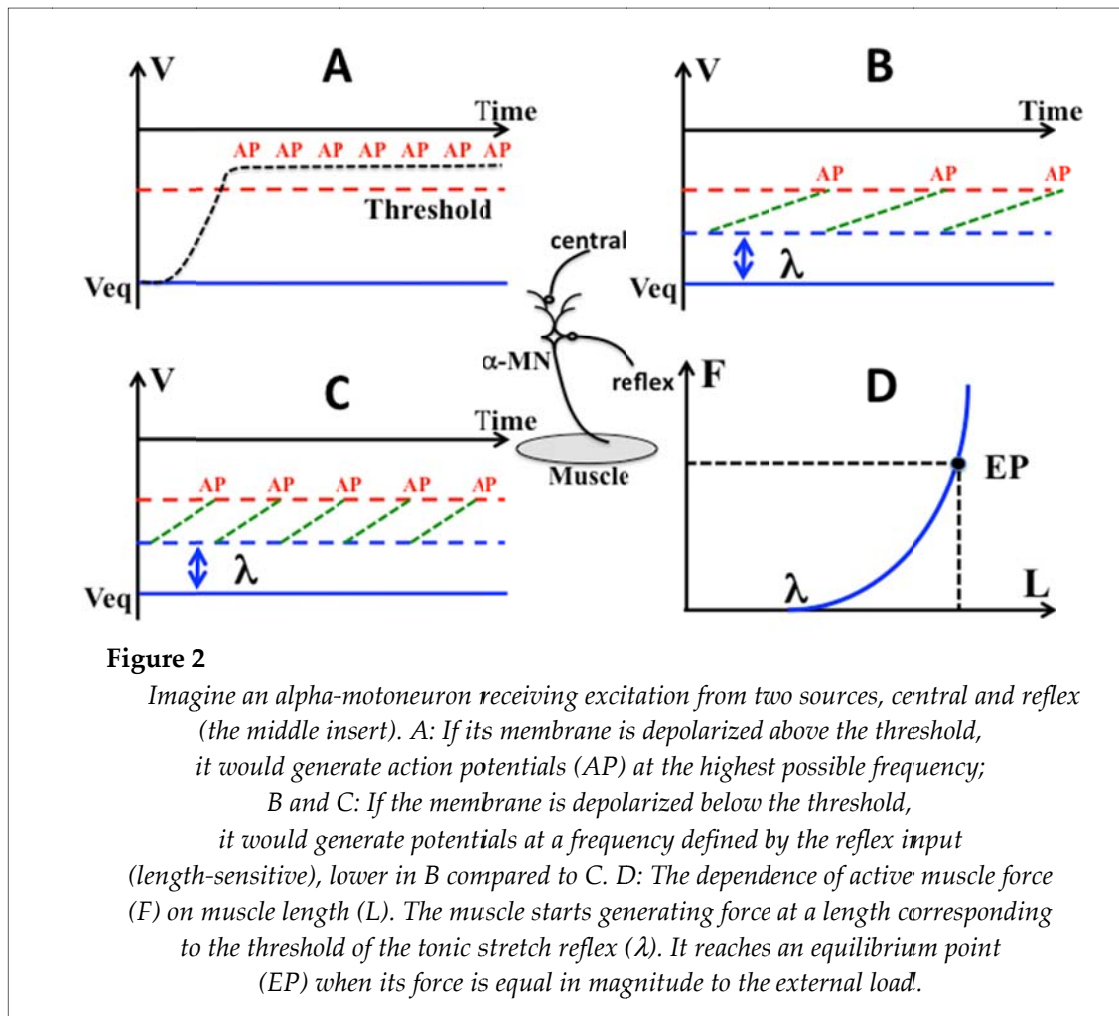 A
V
Time
AP AP AP AP AP AP AP
Threshold
Veq
B
V
Time
AP AP AP
λ
Veq
central
α-MN
reflex
Muscle
C
V
Time
AP AP AP AP AP
λ
Veq
D
F
EP
λ
L
Figure 2
Imagine an alpha-motoneuron receiving excitation from two sources, central and reflex
(the middle insert). A: If its membrane is depolarized above the threshold,
it would generate action potentials (AP) at the highest possible frequency;
B and C: If the membrane is depolarized below the threshold,
it would generate potentials at a frequency defined by the reflex input
(length-sensitive), lower in B compared to C. D: The dependence of active muscle force
(F) on muscle length (L). The muscle starts generating force at a length corresponding
to the threshold of the tonic stretch reflex (λ). It reaches an equilibrium point
(EP) when its force is equal in magnitude to the external load.